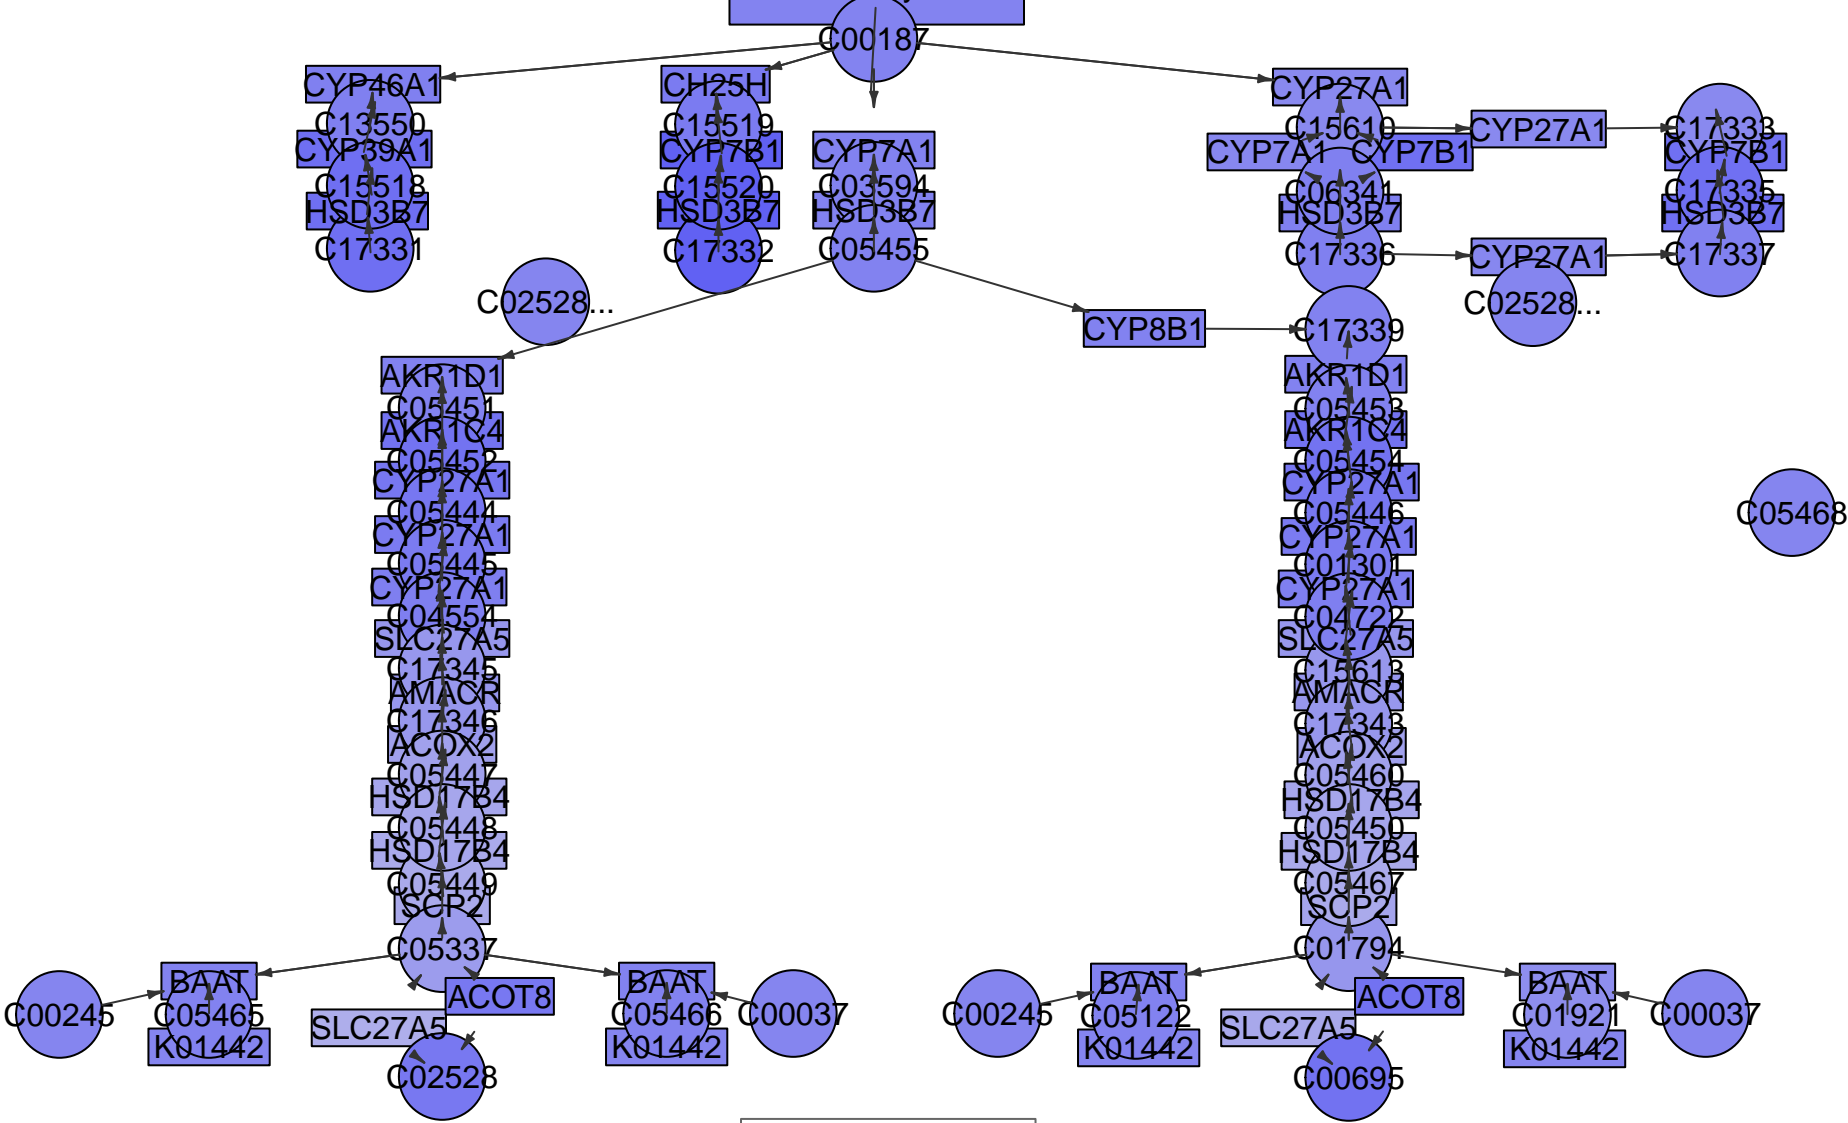 C00187
CYP46A1
CH25H
CYP27A1
C13550
C15519
C15610
CYP27A1
C17333
CYP39A1
CYP7B1
CYP7A1
CYP7A1
CYP7B1
CYP7B1
C15518
C15520
C03594
C06341
C17335
HSD3B7
HSD3B7
HSD3B7
HSD3B7
HSD3B7
C17331
C17332
C05455
C17336
CYP27A1
C17337
C02528...
C02528...
CYP8B1
C17339
AKR1D1
AKR1D1
C05451
C05453
AKR1C4
AKR1C4
C05452
C05454
CYP27A1
CYP27A1
C05444
C05446
C05468
CYP27A1
CYP27A1
C05445
C01301
CYP27A1
CYP27A1
C04554
C04722
SLC27A5
SLC27A5
C17345
C15613
AMACR
AMACR
C17346
C17343
ACOX2
ACOX2
C05447
C05460
HSD17B4
HSD17B4
C05448
C05450
HSD17B4
HSD17B4
C05449
C05467
SCP2
SCP2
C05337
C01794
BAAT
BAAT
BAAT
BAAT
ACOT8
ACOT8
C00245
C05465
C05466
C00037
C00245
C05122
C01921
C00037
SLC27A5
SLC27A5
K01442
K01442
K01442
K01442
C02528
C00695